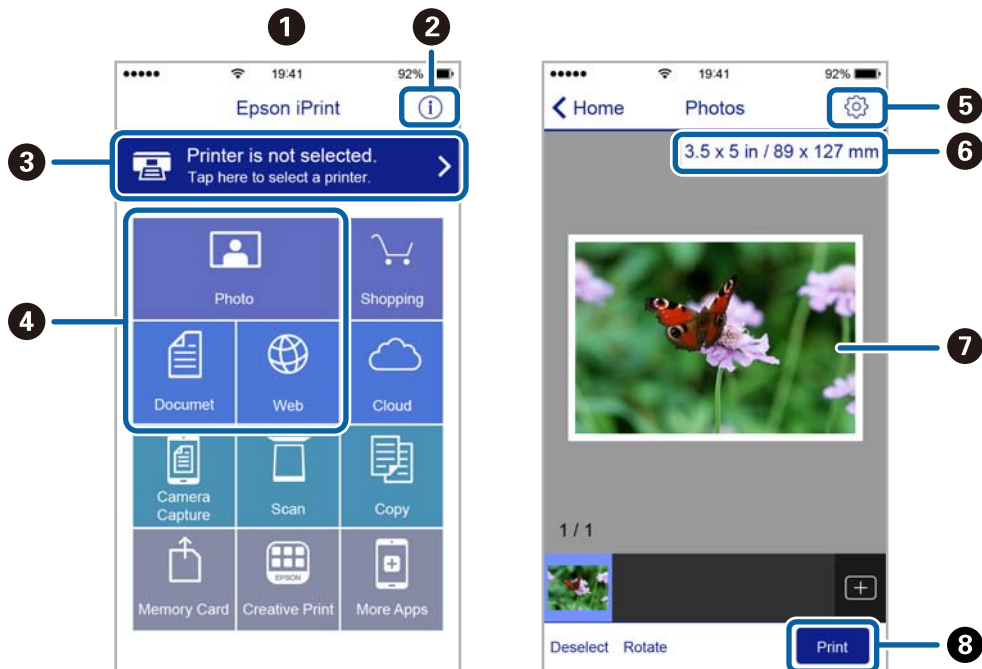 1
2
19:41
92%
Epson iPrint
3
Printer is not selected.
Tap here to select a printer.
4
Photo
Shopping
Documet
Web
Cloud
Camera
Capture
Scan
Copy
EPSON
Memory Card
Creative Print
More Apps
19:41
92%
Home
Photos
5
3.5 x 5 in / 89 x 127 mm
6
7
1 / 1
Deselect
Rotate
Print
8